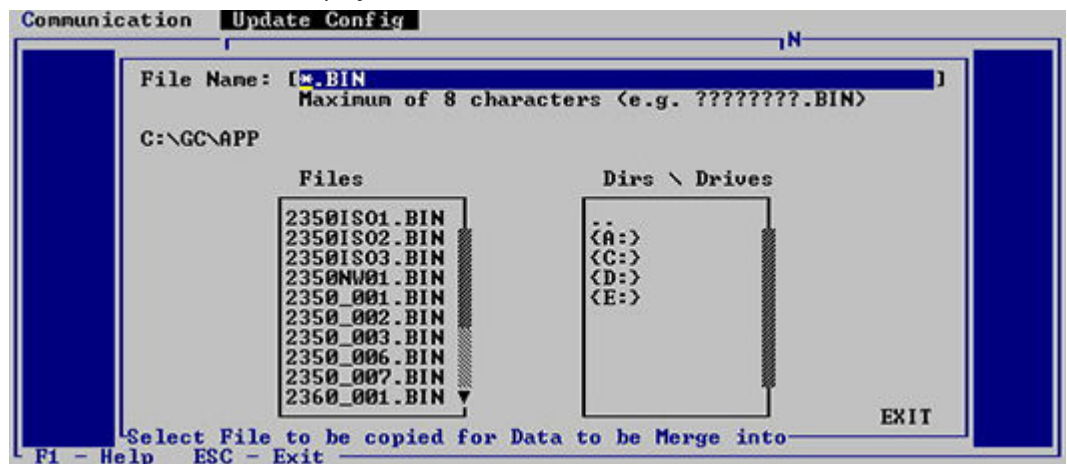 Communication Update Config
N
File Name: [*.BIN ]
Maximum of 8 characters (e.g. ????????.BIN)
C:\GC\APP
Files Dirs \ Drives
2350ISO1.BIN ..
2350ISO2.BIN <A:>
2350ISO3.BIN <C:>
2350NW01.BIN <D:>
2350_001.BIN <E:>
2350_002.BIN
2350_003.BIN
2350_006.BIN
2350_007.BIN
2360_001.BIN
EXIT
Select File to be copied for Data to be Merge into
F1 - Help ESC - Exit